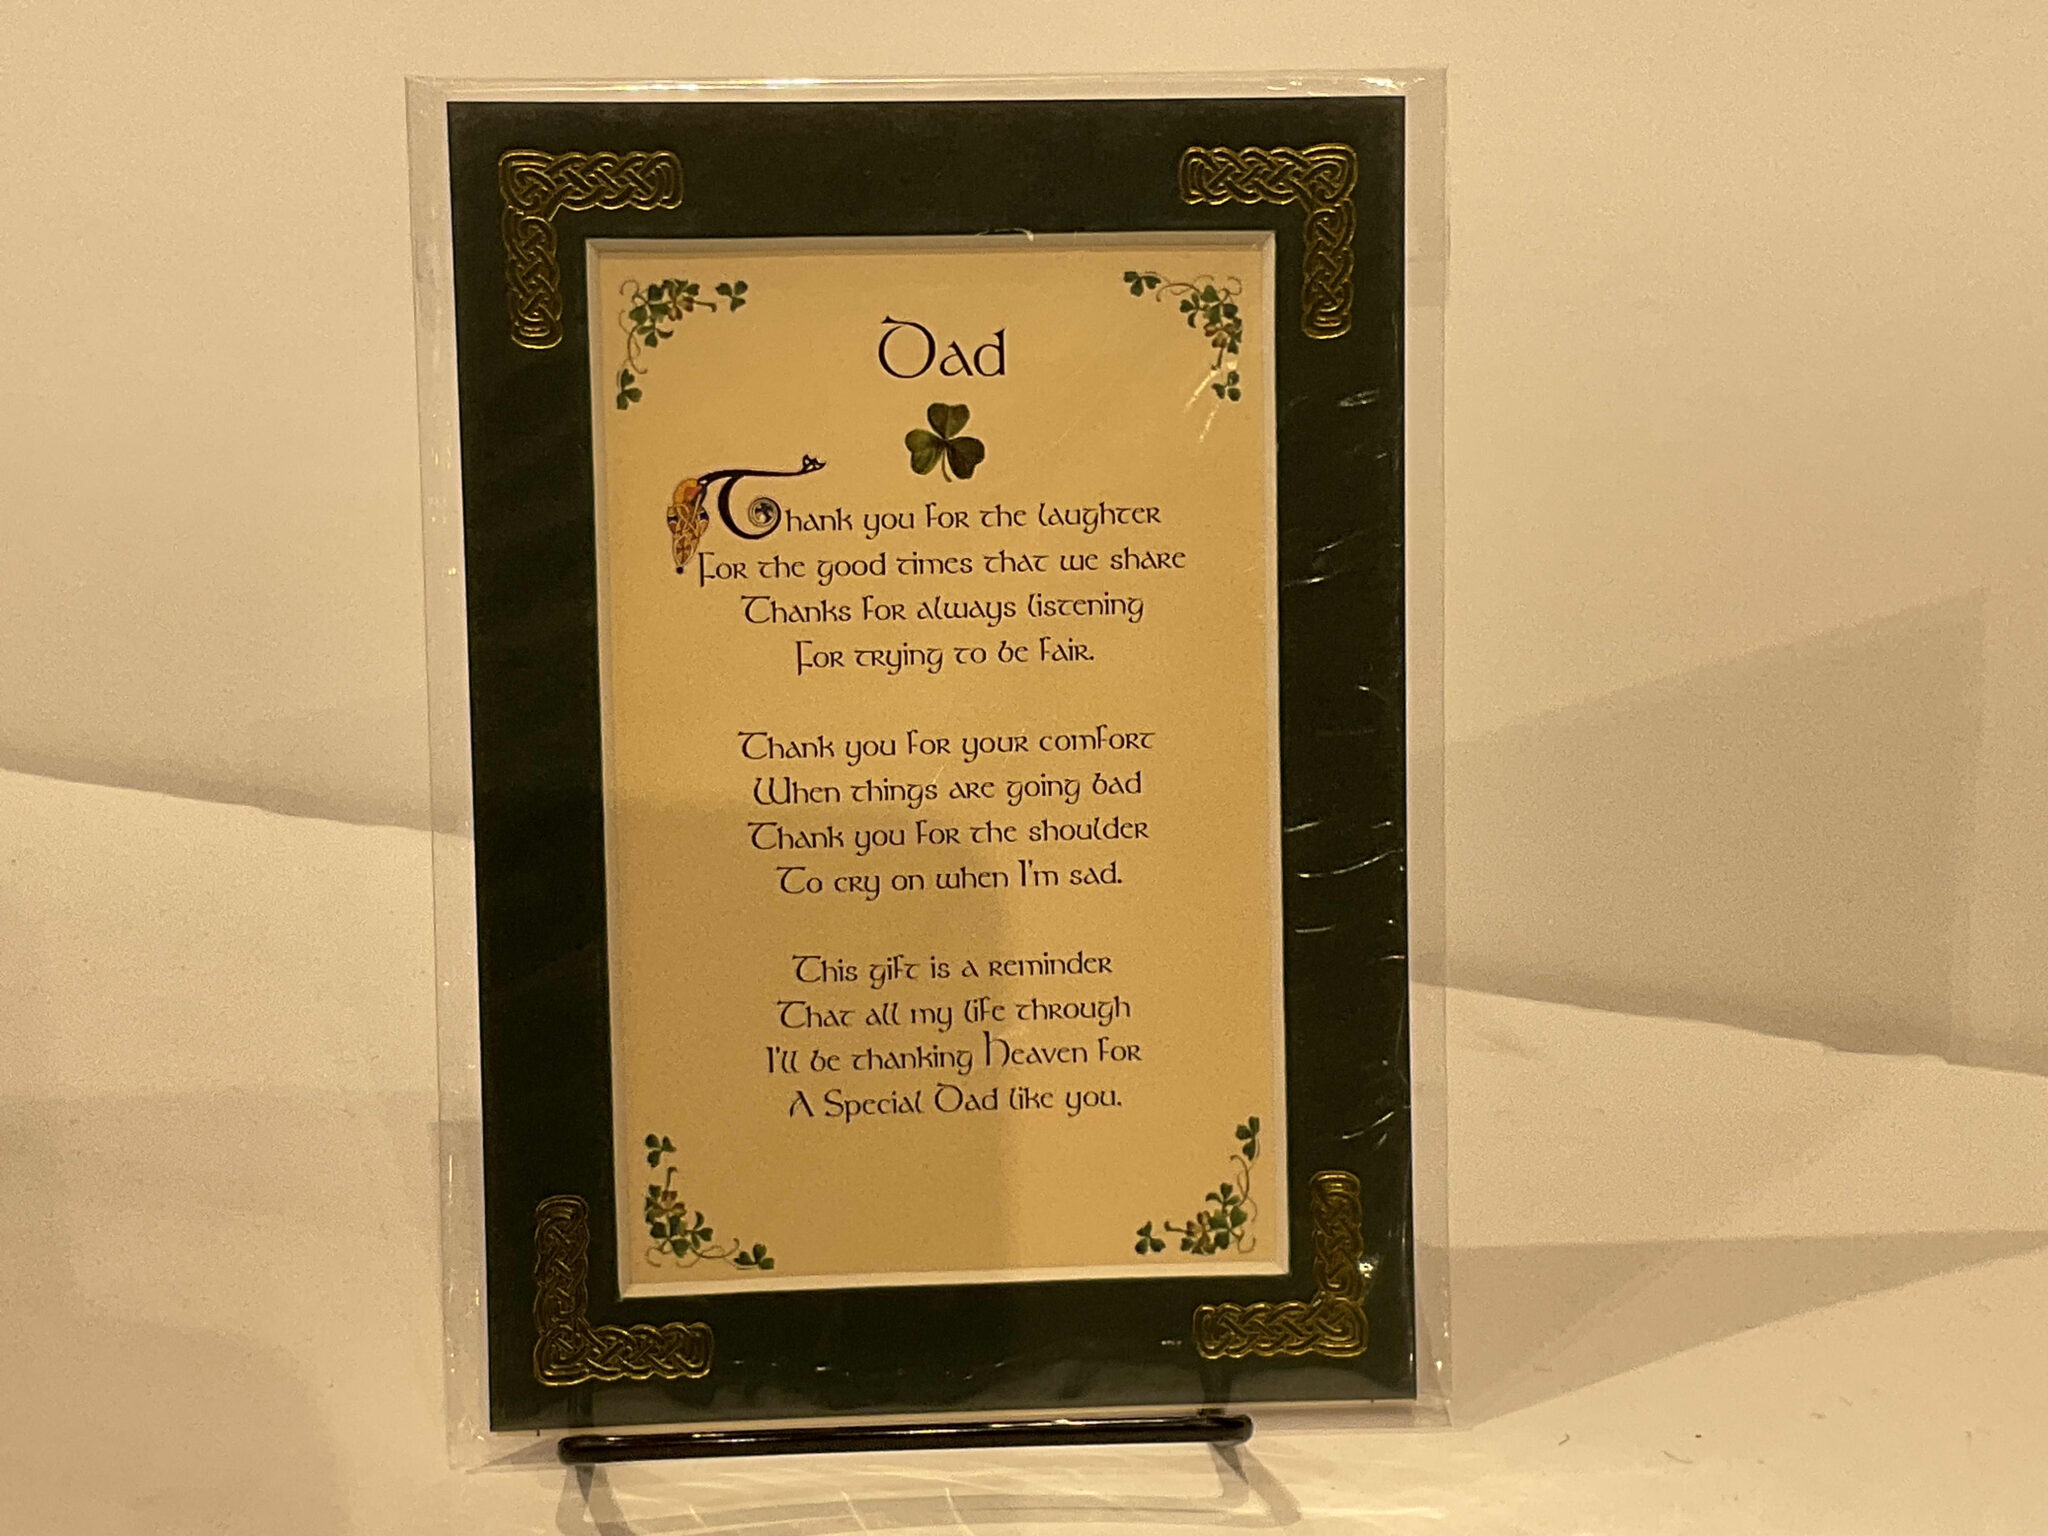 Dad
Thank you for the laughter
For the good times that we share
Thanks for always listening
For trying to be fair.
Thank you for your comfort
When things are going bad
Thank you for the shoulder
To cry on when I'm sad.
This gift is a reminder
That all my life through
I'll be thanking Heaven for
A Special Dad like you.